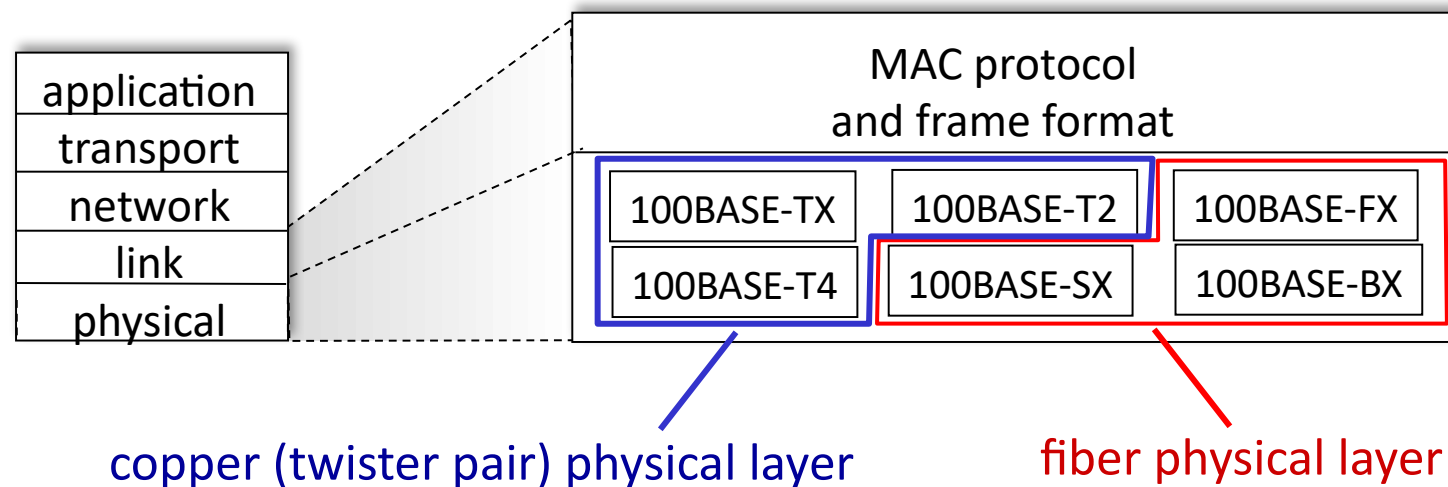 application
transport
network
link
physical
MAC protocol
and frame format
100BASE-TX
100BASE-T2
100BASE-FX
100BASE-T4
100BASE-SX
100BASE-BX
copper (twister pair) physical layer
fiber physical layer